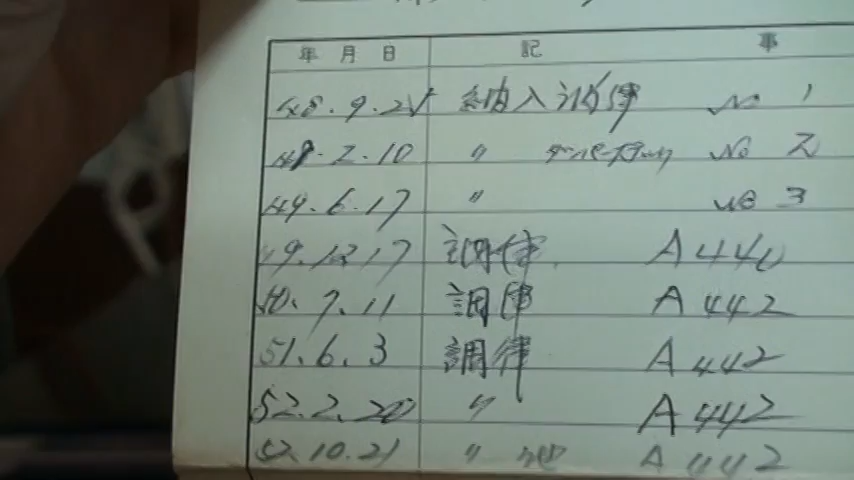 年 月 日 記 事
48.9.2 納入調律 No 1
49.2.10 〃 No 2
49.6.17 〃 No 3
49.12.17 調律 A440
50.7.11 調律 A442
51.6.3 調律 A442
52.2.20 〃 A442
52.10.21 〃 A442